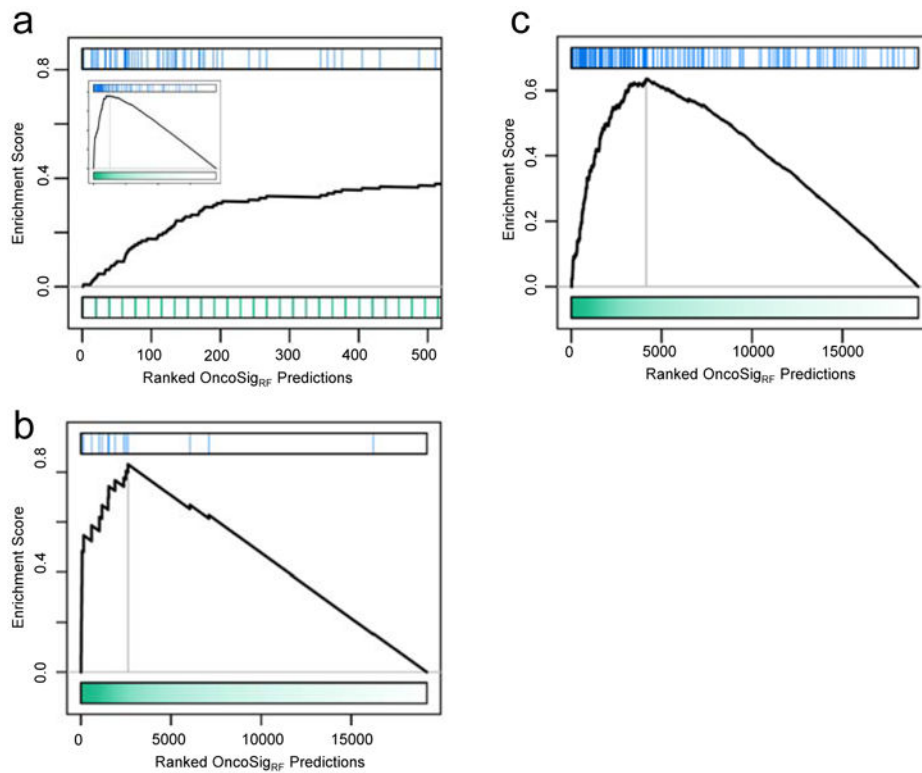 a
0.8
0.4
0.0
Enrichment Score
0 100 200 300 400 500
Ranked OncoSigRF Predictions
c
0.6
0.4
0.2
0.0
Enrichment Score
0 5000 10000 15000
Ranked OncoSigRF Predictions
b
0.8
0.4
0.0
Enrichment Score
0 5000 10000 15000
Ranked OncoSigRF Predictions